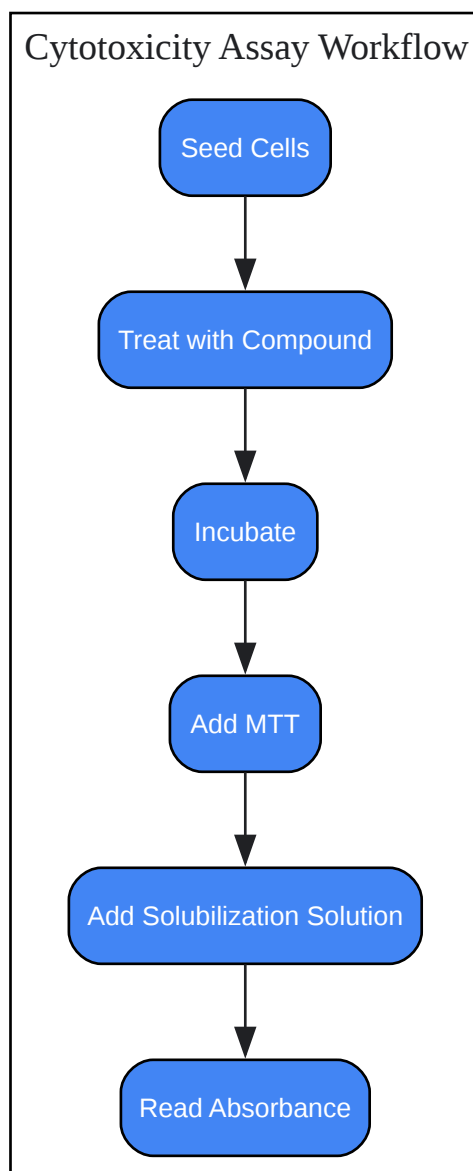 Cytotoxicity Assay Workflow
Seed Cells
Treat with Compound
Incubate
Add MTT
Add Solubilization Solution
Read Absorbance